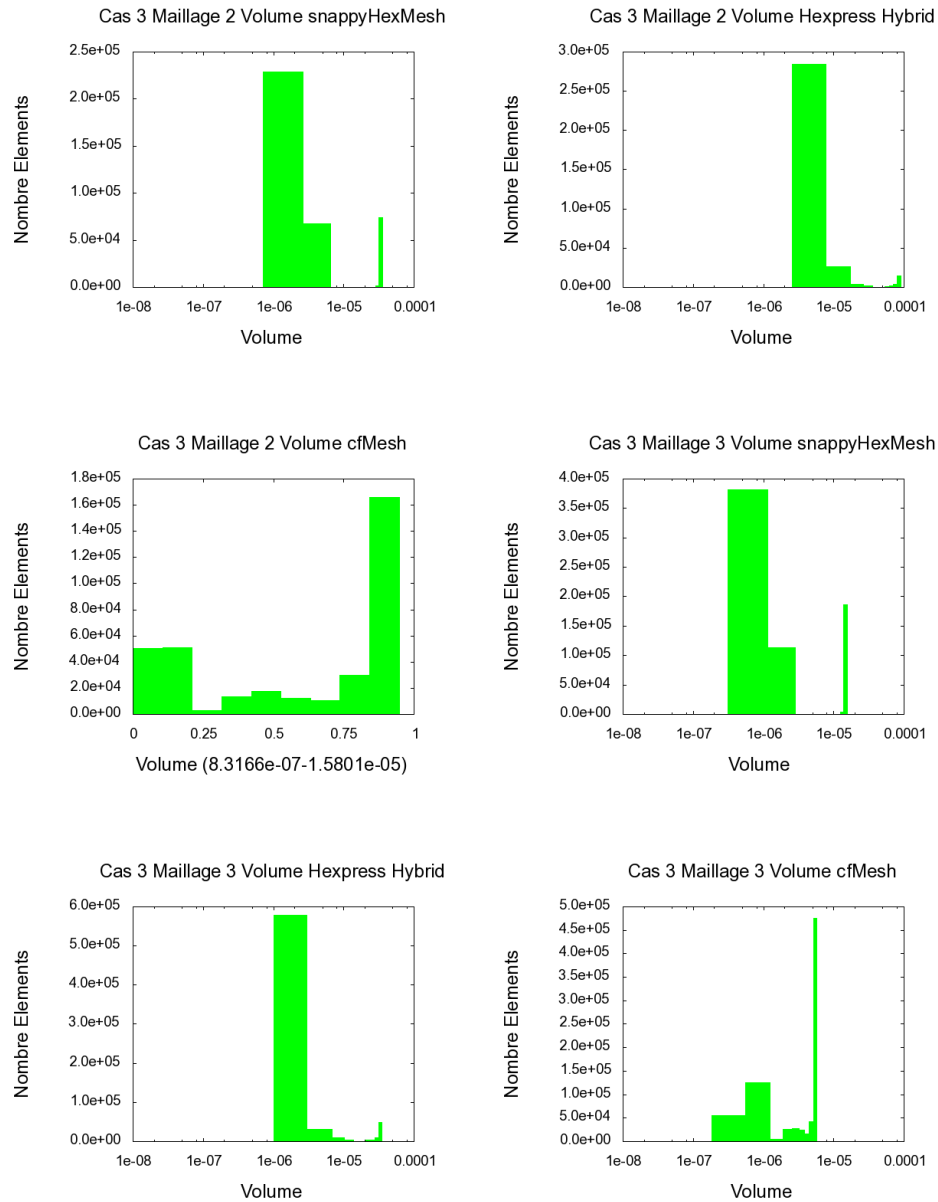 Cas 3 Maillage 2 Volume snappyHexMesh
Nombre Elements
2.5e+05
2.0e+05
1.5e+05
1.0e+05
5.0e+04
0.0e+00
1e-08 1e-07 1e-06 1e-05 0.0001
Volume
Cas 3 Maillage 2 Volume Hexpress Hybrid
Nombre Elements
3.0e+05
2.5e+05
2.0e+05
1.5e+05
1.0e+05
5.0e+04
0.0e+00
1e-08 1e-07 1e-06 1e-05 0.0001
Volume
Cas 3 Maillage 2 Volume cfMesh
Nombre Elements
1.8e+05
1.6e+05
1.4e+05
1.2e+05
1.0e+05
8.0e+04
6.0e+04
4.0e+04
2.0e+04
0.0e+00
0 0.25 0.5 0.75 1
Volume (8.3166e-07-1.5801e-05)
Cas 3 Maillage 3 Volume snappyHexMesh
Nombre Elements
4.0e+05
3.5e+05
3.0e+05
2.5e+05
2.0e+05
1.5e+05
1.0e+05
5.0e+04
0.0e+00
1e-08 1e-07 1e-06 1e-05 0.0001
Volume
Cas 3 Maillage 3 Volume Hexpress Hybrid
Nombre Elements
6.0e+05
5.0e+05
4.0e+05
3.0e+05
2.0e+05
1.0e+05
0.0e+00
1e-08 1e-07 1e-06 1e-05 0.0001
Volume
Cas 3 Maillage 3 Volume cfMesh
Nombre Elements
5.0e+05
4.5e+05
4.0e+05
3.5e+05
3.0e+05
2.5e+05
2.0e+05
1.5e+05
1.0e+05
5.0e+04
0.0e+00
1e-08 1e-07 1e-06 1e-05 0.0001
Volume